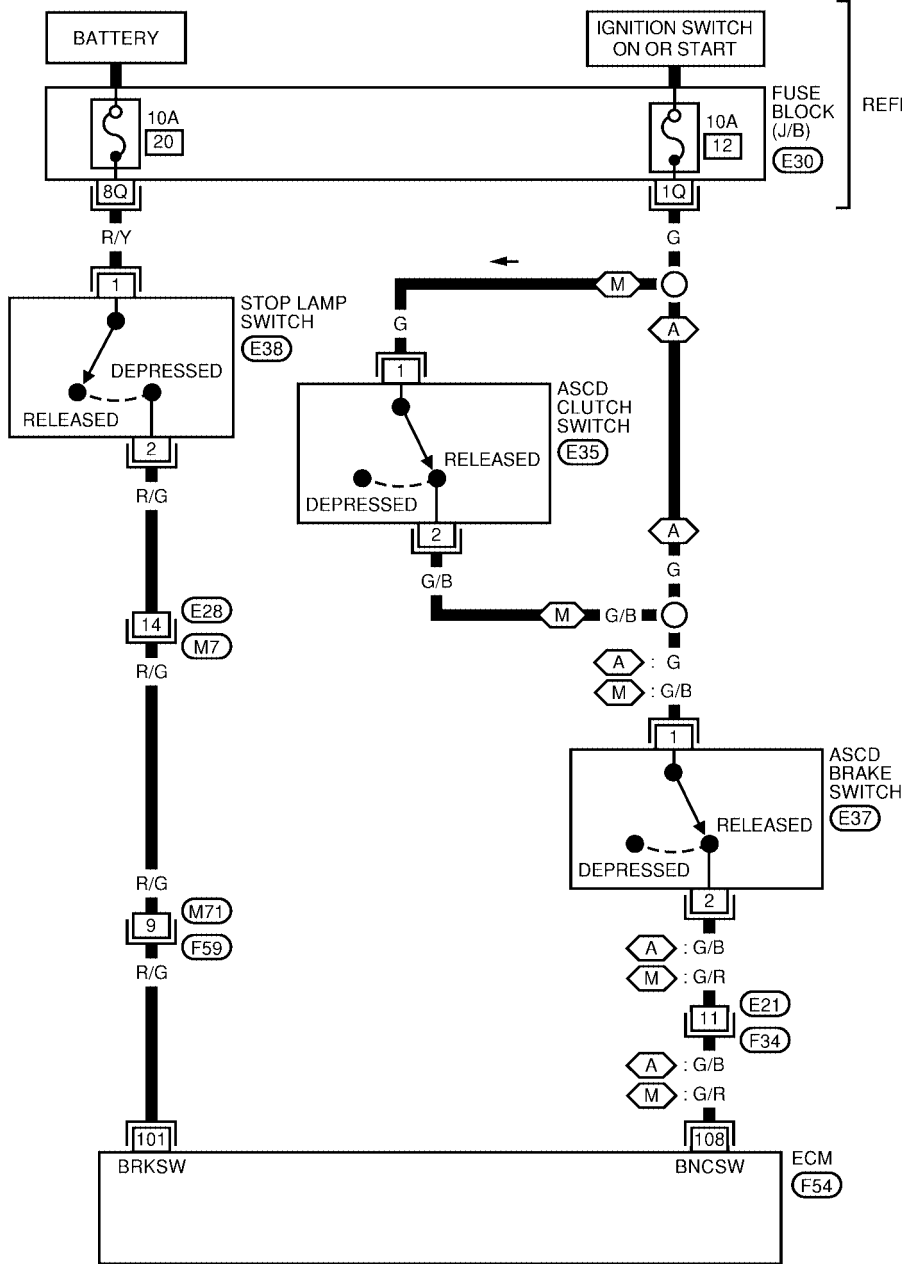 BATTERY
IGNITION SWITCH
ON OR START
10A
20
10A
12
FUSE
BLOCK
(J/B)
E30
REF
8Q
1Q
R/Y
G
1
M
A
STOP LAMP
SWITCH
E38
DEPRESSED
RELEASED
2
R/G
G
1
ASCD
CLUTCH
SWITCH
E35
RELEASED
DEPRESSED
2
G/B
A
G
M
G/B
14
E28
M7
R/G
A : G
M : G/B
1
ASCD
BRAKE
SWITCH
E37
RELEASED
DEPRESSED
2
R/G
9
M71
F59
R/G
A : G/B
M : G/R
11
E21
F34
A : G/B
M : G/R
101
BRKSW
108
BNCSW
ECM
F54